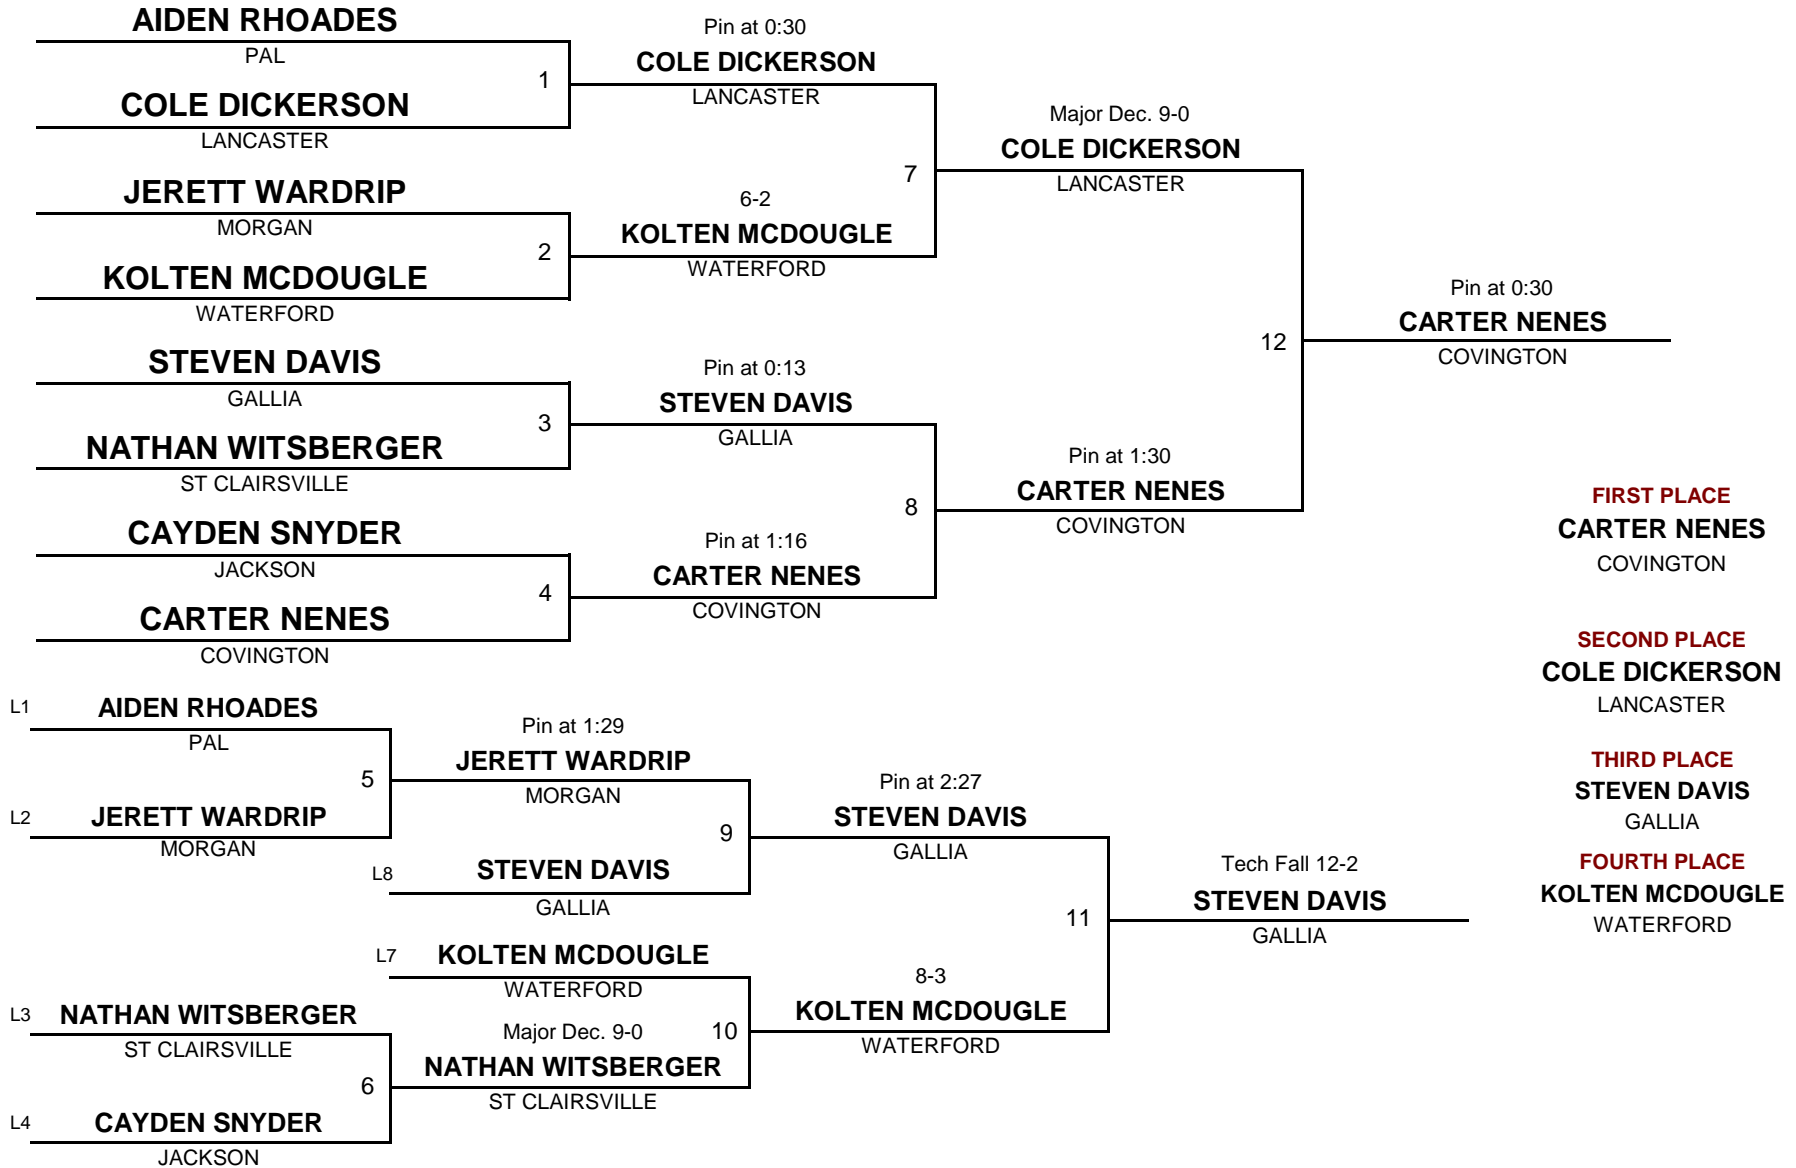 AIDEN RHOADES
PAL
1
COLE DICKERSON
LANCASTER
JERETT WARDRIP
MORGAN
2
KOLTEN MCDOUGLE
WATERFORD
STEVEN DAVIS
GALLIA
3
NATHAN WITSBERGER
ST CLAIRSVILLE
CAYDEN SNYDER
JACKSON
4
CARTER NENES
COVINGTON
Pin at 0:30
COLE DICKERSON
LANCASTER
7
6-2
KOLTEN MCDOUGLE
WATERFORD
Pin at 0:13
STEVEN DAVIS
GALLIA
8
Pin at 1:16
CARTER NENES
COVINGTON
Major Dec. 9-0
COLE DICKERSON
LANCASTER
12
Pin at 1:30
CARTER NENES
COVINGTON
Pin at 0:30
CARTER NENES
COVINGTON
FIRST PLACE
CARTER NENES
COVINGTON
SECOND PLACE
COLE DICKERSON
LANCASTER
THIRD PLACE
STEVEN DAVIS
GALLIA
FOURTH PLACE
KOLTEN MCDOUGLE
WATERFORD
L1 AIDEN RHOADES
PAL
5
L2 JERETT WARDRIP
MORGAN
L3 NATHAN WITSBERGER
ST CLAIRSVILLE
6
L4 CAYDEN SNYDER
JACKSON
Pin at 1:29
JERETT WARDRIP
MORGAN
9
L8 STEVEN DAVIS
GALLIA
L7 KOLTEN MCDOUGLE
WATERFORD
Major Dec. 9-0 10
NATHAN WITSBERGER
ST CLAIRSVILLE
Pin at 2:27
STEVEN DAVIS
GALLIA
11
8-3
KOLTEN MCDOUGLE
WATERFORD
Tech Fall 12-2
STEVEN DAVIS
GALLIA